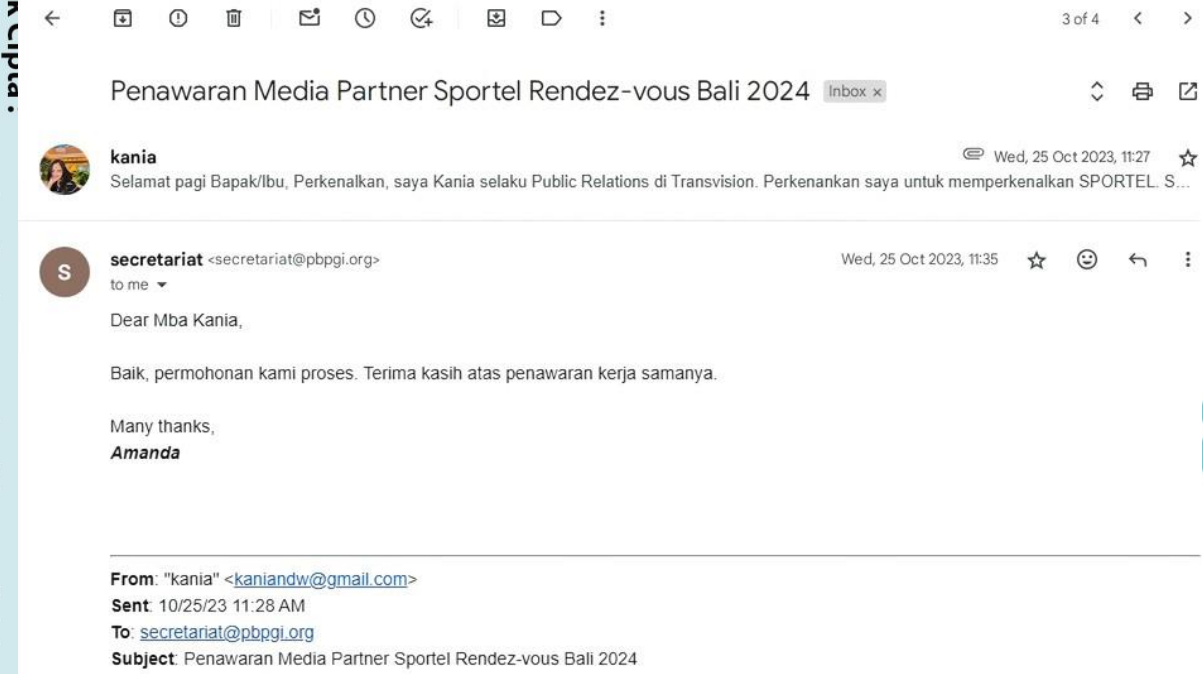 3 of 4
Penawaran Media Partner Sportel Rendez-vous Bali 2024 Inbox x
kania Wed, 25 Oct 2023, 11:27
Selamat pagi Bapak/Ibu, Perkenalkan, saya Kania selaku Public Relations di Transvision. Perkenankan saya untuk memperkenalkan SPORTEL. S...
S
secretariat <secretariat@pbpgi.org> Wed, 25 Oct 2023, 11:35
to me
Dear Mba Kania,
Baik, permohonan kami proses. Terima kasih atas penawaran kerja samanya.
Many thanks,
Amanda
From: "kania" <kaniandw@gmail.com>
Sent: 10/25/23 11:28 AM
To: secretariat@pbpgi.org
Subject: Penawaran Media Partner Sportel Rendez-vous Bali 2024
Cipta :